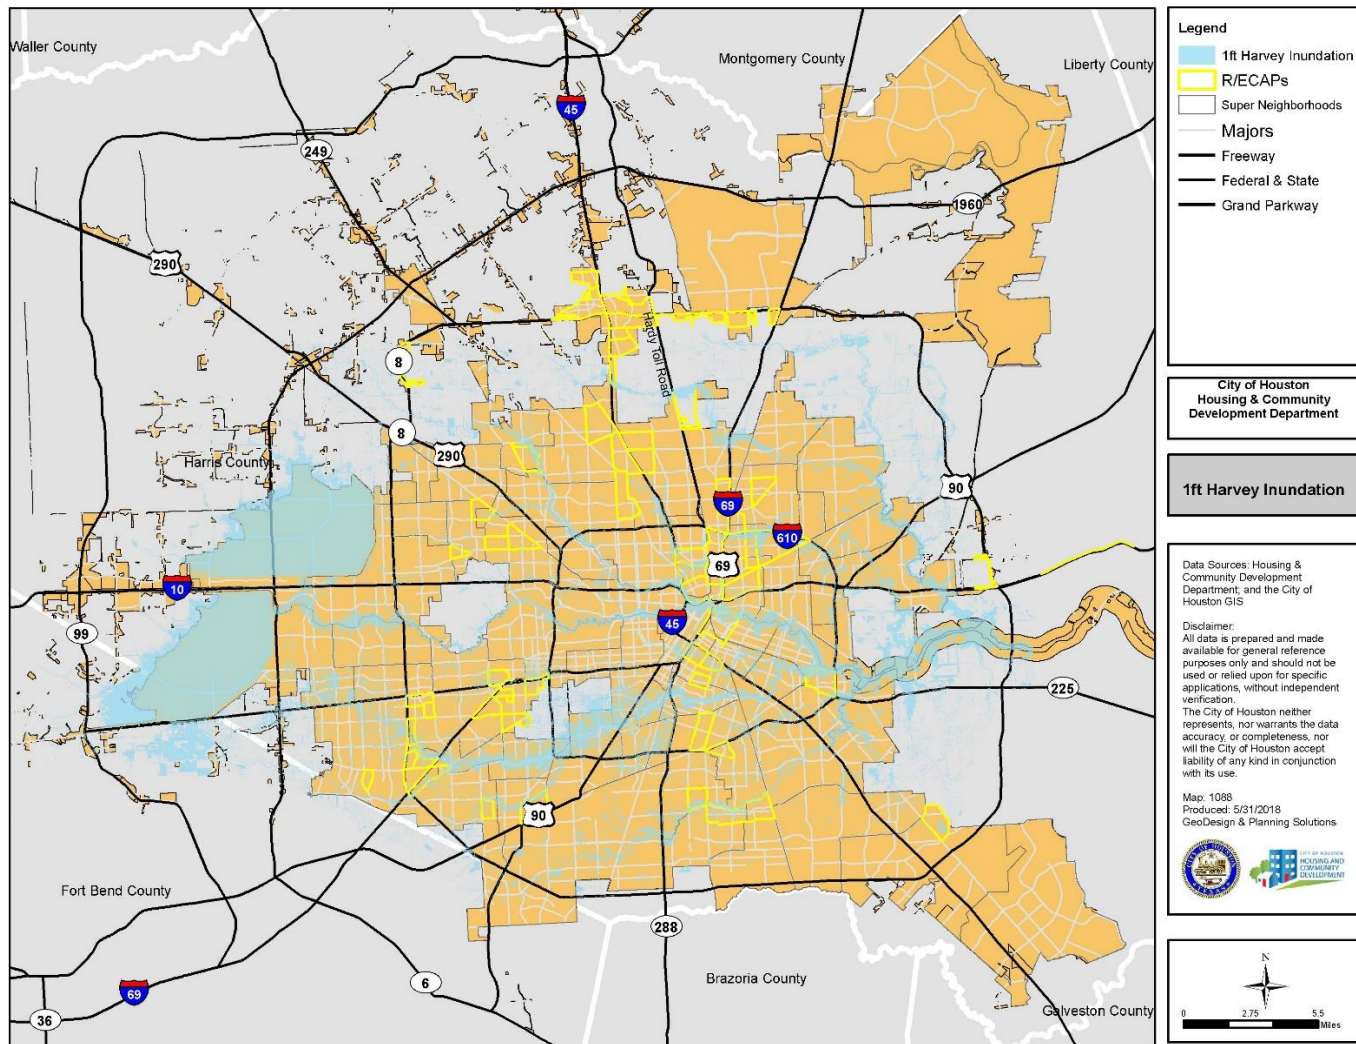 Waller County
Montgomery County
Liberty County
45
249
1960
290
Hardy Toll Road
8
8
290
Harris County
90
69
610
69
10
45
99
225
90
Fort Bend County
288
Brazoria County
6
69
36
Galveston County
Legend
1ft Harvey Inundation
R/ECAPs
Super Neighborhoods
Majors
Freeway
Federal & State
Grand Parkway
City of Houston
Housing & Community
Development Department
1ft Harvey Inundation
Data Sources: Housing &
Community Development
Department; and the City of
Houston GIS
Disclaimer:
All data is prepared and made
available for general reference
purposes only and should not be
used or relied upon for specific
applications, without independent
verification.
The City of Houston neither
represents, nor warrants the data
accuracy, or completeness, nor
will the City of Houston accept
liability of any kind in conjunction
with its use.
Map: 1088
Produced: 5/31/2018
GeoDesign & Planning Solutions
CITY OF HOUSTON
HOUSING AND
COMMUNITY
DEVELOPMENT
N
0 2.75 5.5
Miles